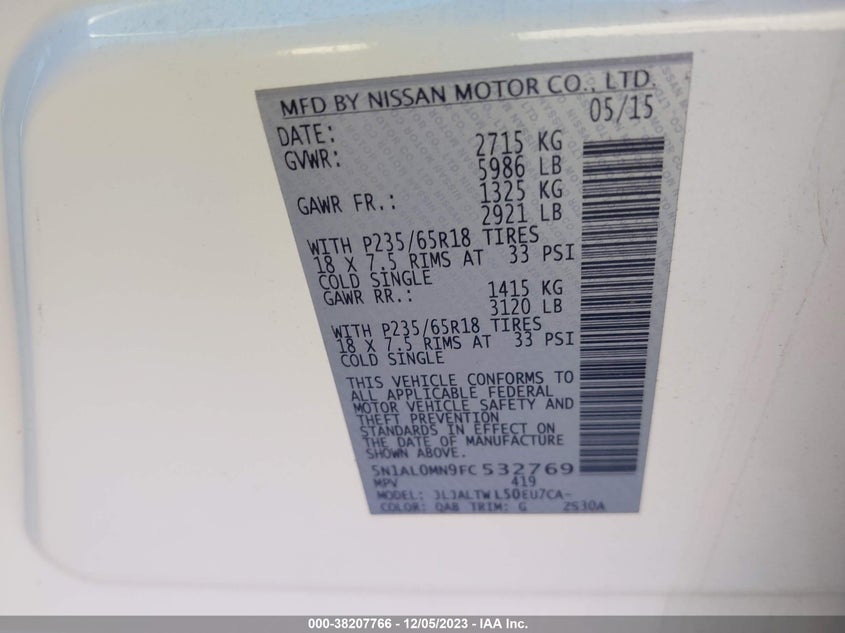 MFD BY NISSAN MOTOR CO., LTD.
DATE: 05/15
GVWR: 2715 KG
5986 LB
GAWR FR.: 1325 KG
2921 LB
WITH P235/65R18 TIRES
18 X 7.5 RIMS AT 33 PSI
COLD SINGLE
GAWR RR.: 1415 KG
3120 LB
WITH P235/65R18 TIRES
18 X 7.5 RIMS AT 33 PSI
COLD SINGLE
THIS VEHICLE CONFORMS TO
ALL APPLICABLE FEDERAL
MOTOR VEHICLE SAFETY AND
THEFT PREVENTION
STANDARDS IN EFFECT ON
THE DATE OF MANUFACTURE
SHOWN ABOVE.
5N1AL0MN9FC532769
MPV 419
MODEL: JLJALTWL50EU7CA-
COLOR: QAB TRIM: G 2S30A
000-38207766 - 12/05/2023 - IAA Inc.